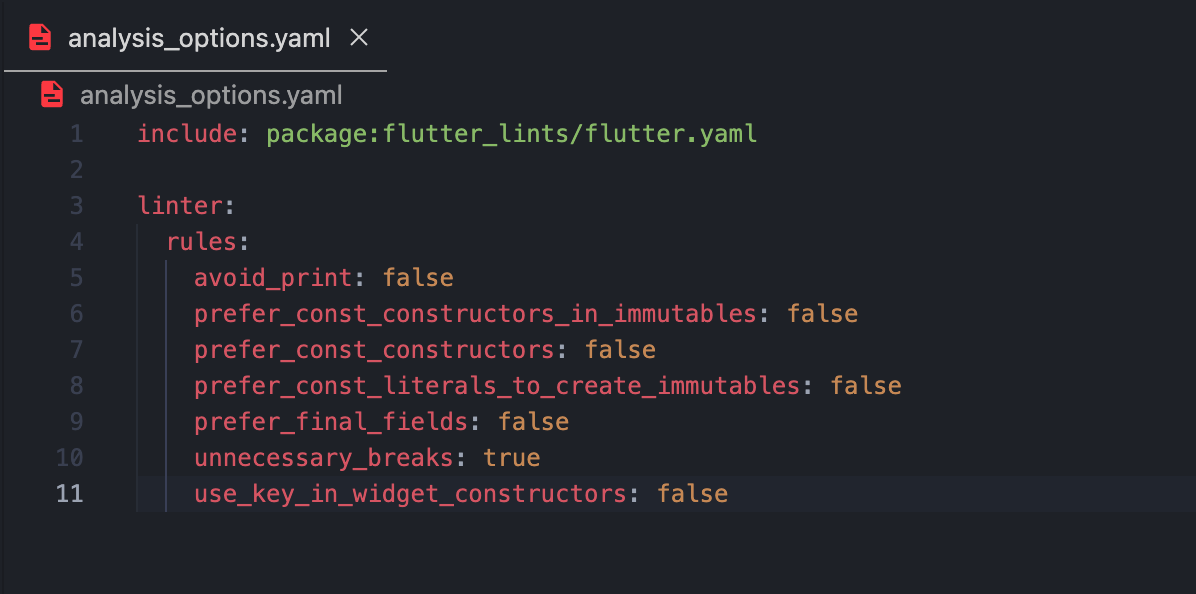 analysis_options.yaml
analysis_options.yaml
1 include: package:flutter_lints/flutter.yaml
2
3 linter:
4   rules:
5     avoid_print: false
6     prefer_const_constructors_in_immutables: false
7     prefer_const_constructors: false
8     prefer_const_literals_to_create_immutables: false
9     prefer_final_fields: false
10     unnecessary_breaks: true
11     use_key_in_widget_constructors: false